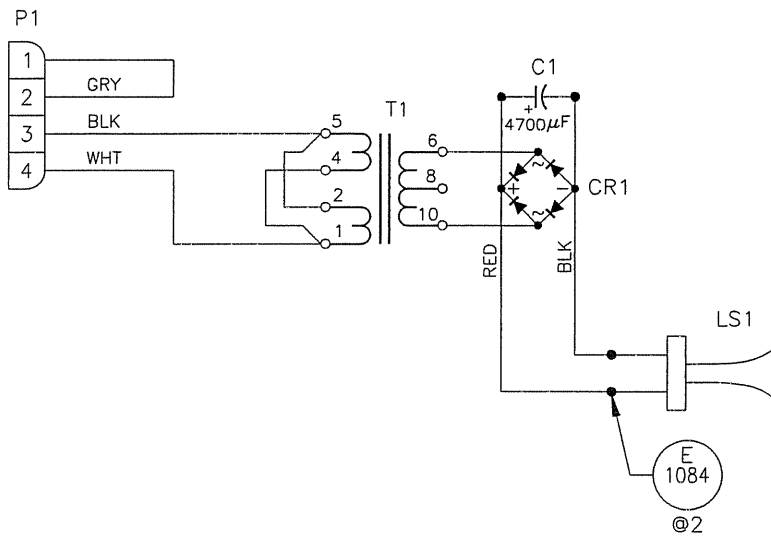 P1
1
2
3
4
GRY
BLK
WHT
T1
5
4
2
1
6
8
10
C1
+
4700µF
~
+
−
~
CR1
RED
BLK
LS1
E
1084
@2